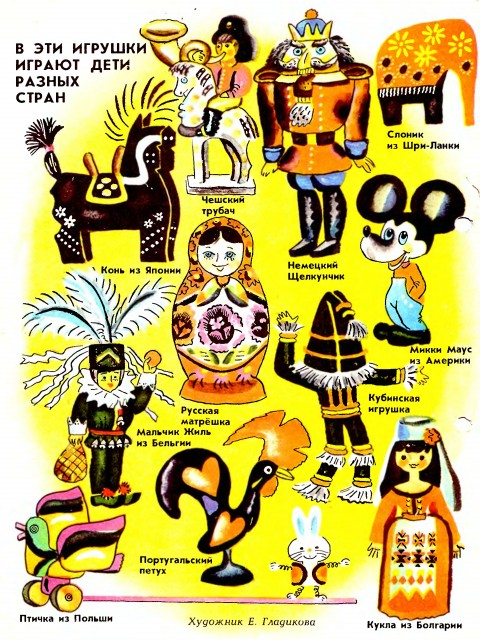 В ЭТИ ИГРУШКИ
ИГРАЮТ ДЕТИ
РАЗНЫХ
СТРАН
Слоник
из Шри-Ланки
Чешский
трубач
Конь из Японии
Немецкий
Щелкунчик
Микки Маус
из Америки
Русская
матрёшка
Кубинская
игрушка
Мальчик Жиль
из Бельгии
Португальский
петух
Птичка из Польши
Художник Е. Гладикова
Кукла из Болгарии